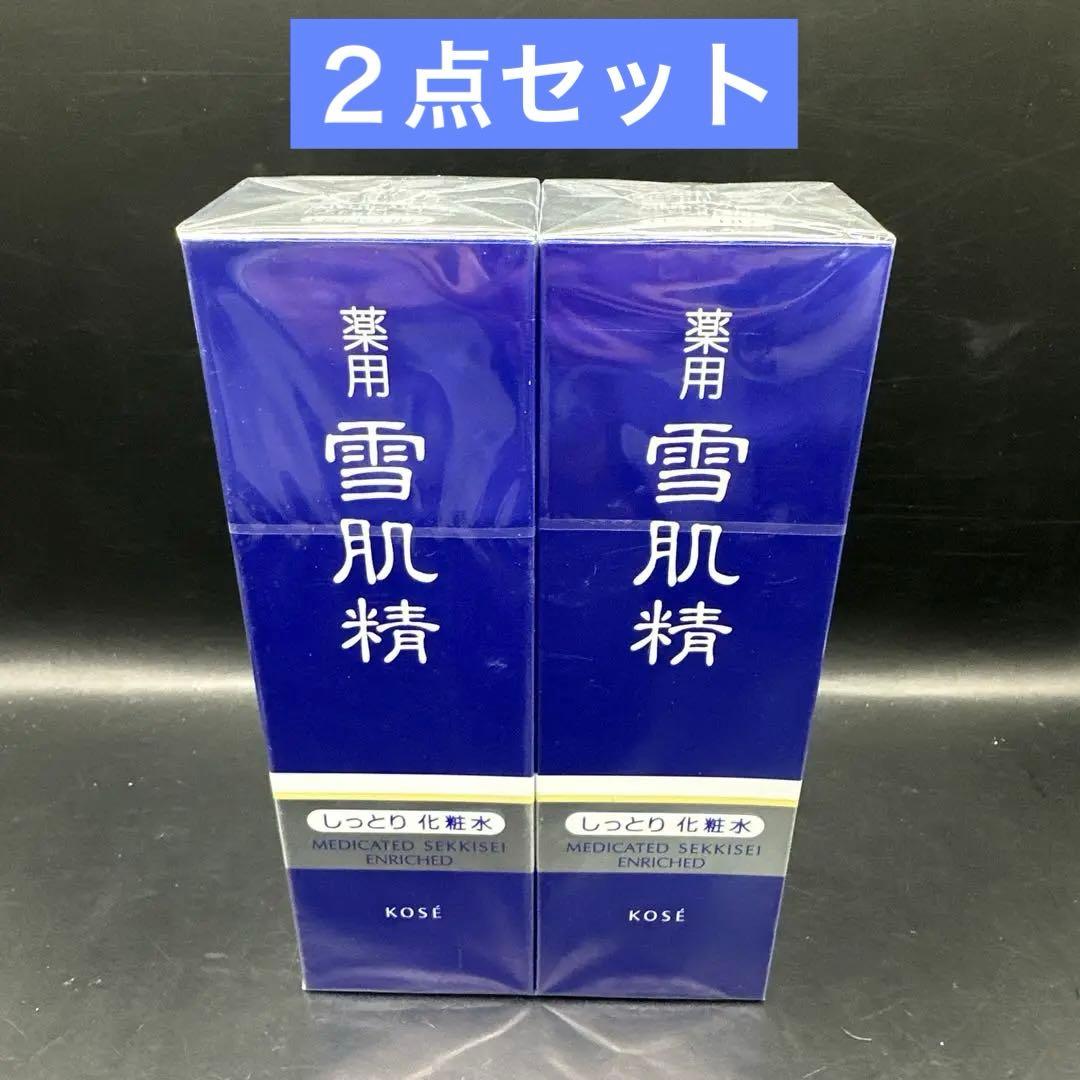 ２点セット
薬用
雪肌精
しっとり 化粧水
MEDICATED SEKKISEI
ENRICHED
KOSÉ
薬用
雪肌精
しっとり 化粧水
MEDICATED SEKKISEI
ENRICHED
KOSÉ